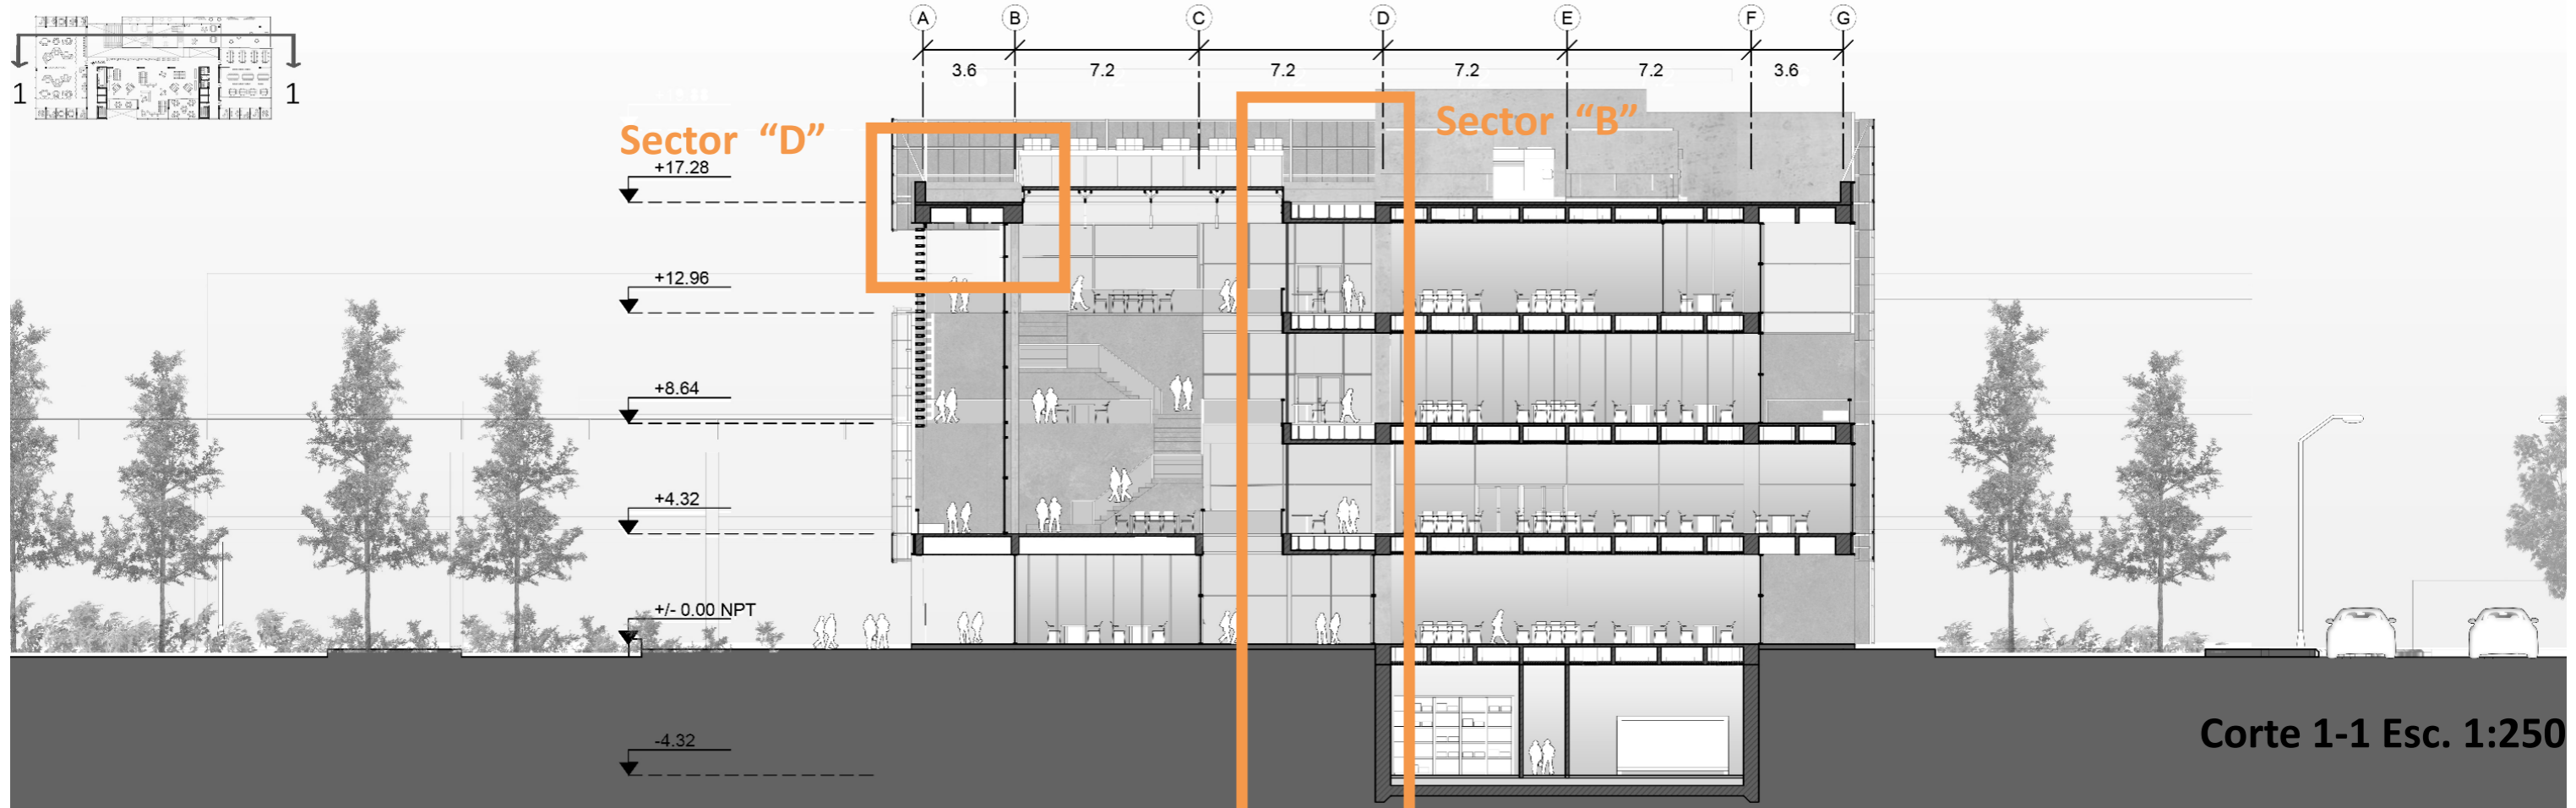 A B C D E F G
3.6 7.2 7.2 7.2 7.2 3.6
1 1
Sector “D”
Sector “B”
+17.28
+12.96
+8.64
+4.32
+/- 0.00 NPT
-4.32
Corte 1-1 Esc. 1:250